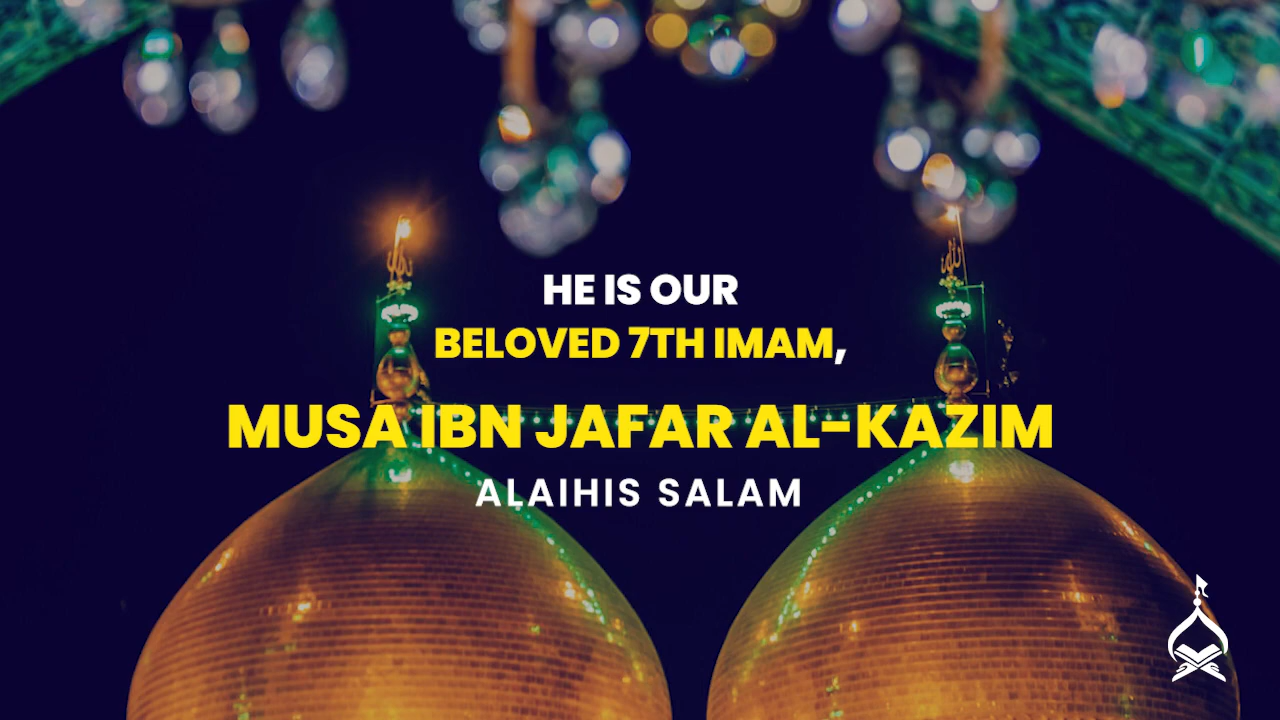 HE IS OUR
BELOVED 7TH IMAM,
MUSA IBN JAFAR AL-KAZIM
ALAIHIS SALAM